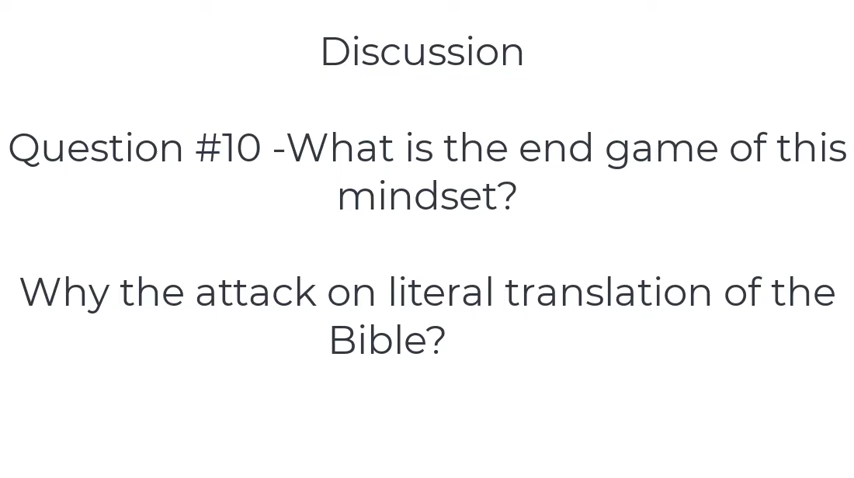 Discussion
Question #10 -What is the end game of this
mindset?
Why the attack on literal translation of the
Bible?